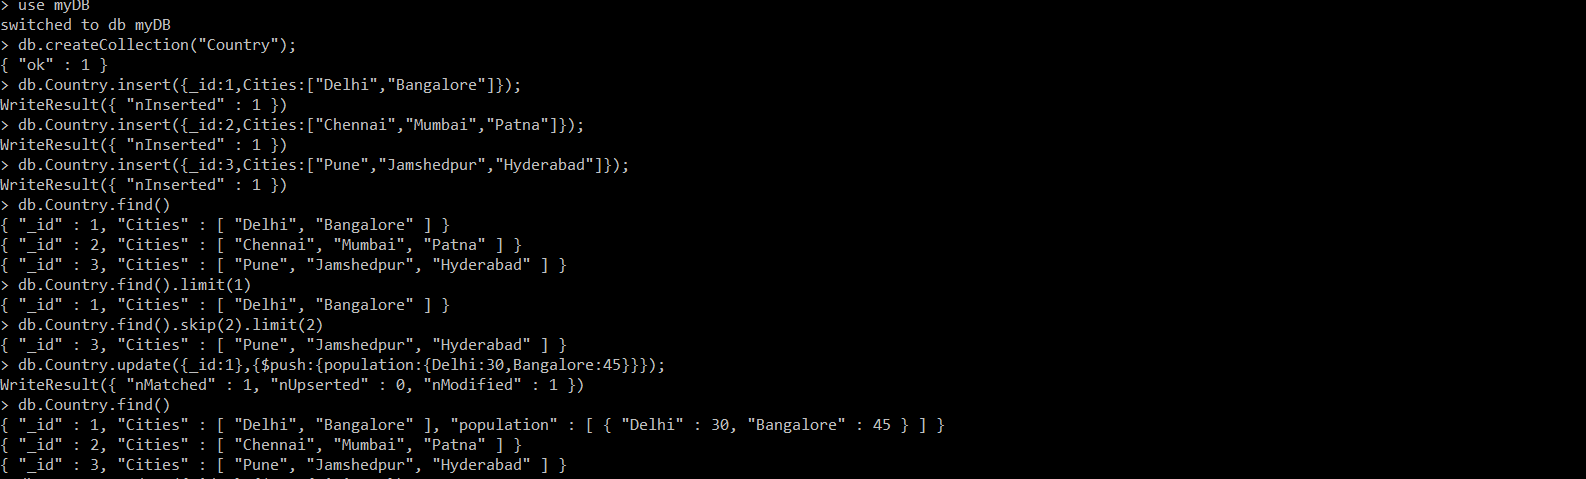 > use myDB
switched to db myDB
> db.createCollection("Country");
{ "ok" : 1 }
> db.Country.insert({_id:1,Cities:["Delhi","Bangalore"]});
WriteResult({ "nInserted" : 1 })
> db.Country.insert({_id:2,Cities:["Chennai","Mumbai","Patna"]});
WriteResult({ "nInserted" : 1 })
> db.Country.insert({_id:3,Cities:["Pune","Jamshedpur","Hyderabad"]});
WriteResult({ "nInserted" : 1 })
> db.Country.find()
{ "_id" : 1, "Cities" : [ "Delhi", "Bangalore" ] }
{ "_id" : 2, "Cities" : [ "Chennai", "Mumbai", "Patna" ] }
{ "_id" : 3, "Cities" : [ "Pune", "Jamshedpur", "Hyderabad" ] }
> db.Country.find().limit(1)
{ "_id" : 1, "Cities" : [ "Delhi", "Bangalore" ] }
> db.Country.find().skip(2).limit(2)
{ "_id" : 3, "Cities" : [ "Pune", "Jamshedpur", "Hyderabad" ] }
> db.Country.update({_id:1},{$push:{population:{Delhi:30,Bangalore:45}}});
WriteResult({ "nMatched" : 1, "nUpserted" : 0, "nModified" : 1 })
> db.Country.find()
{ "_id" : 1, "Cities" : [ "Delhi", "Bangalore" ], "population" : [ { "Delhi" : 30, "Bangalore" : 45 } ] }
{ "_id" : 2, "Cities" : [ "Chennai", "Mumbai", "Patna" ] }
{ "_id" : 3, "Cities" : [ "Pune", "Jamshedpur", "Hyderabad" ] }